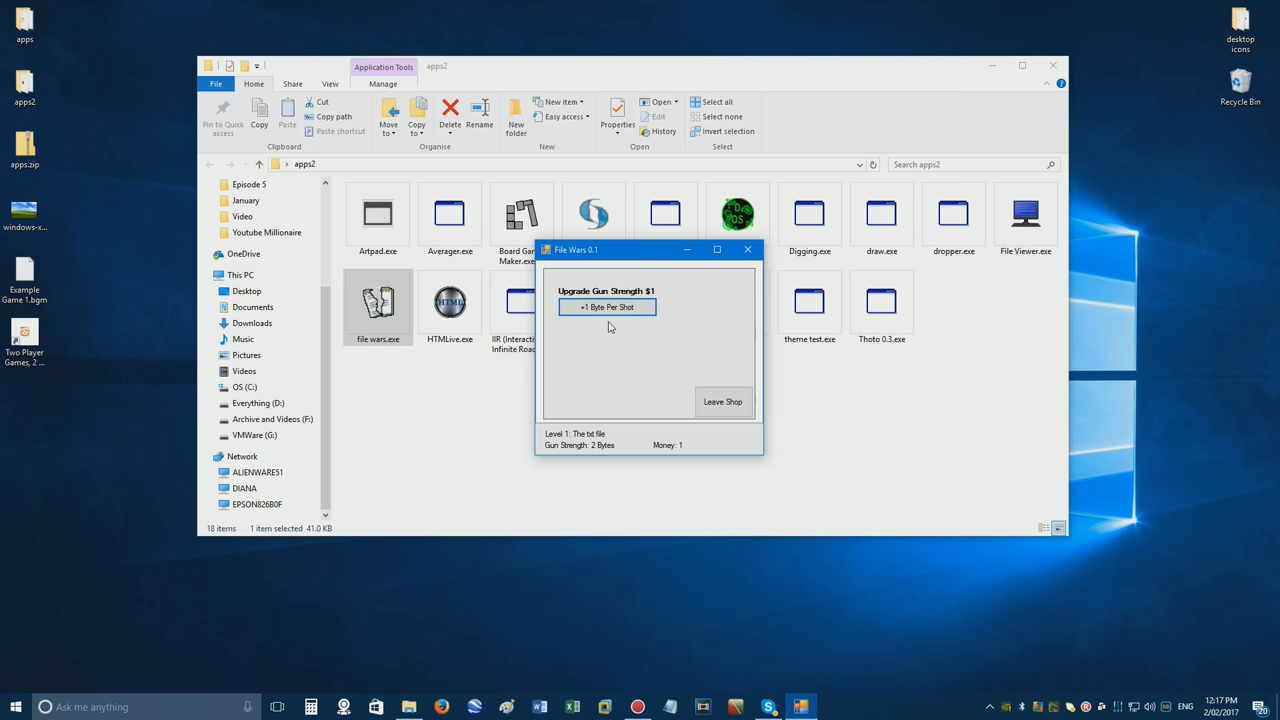 apps
apps2
apps.zip
windows-x...
Example
Game 1.bgm
Two Player
Games, 2 ...
desktop
icons
Recycle Bin
Application Tools
apps2
File
Home
Share
View
Manage
Pin to Quick
access
Copy
Paste
Cut
Copy path
Paste shortcut
Clipboard
Move
to
Copy
to
Delete
Rename
Organise
New
folder
New item
Easy access
New
Properties
Open
Edit
History
Open
Select all
Select none
Invert selection
Select
apps2
Search apps2
Episode 5
January
Video
Youtube Millionaire
OneDrive
This PC
Desktop
Documents
Downloads
Music
Pictures
Videos
OS (C:)
Everything (D:)
Archive and Videos (F:)
VMWare (G:)
Network
ALIENWARE51
DIANA
EPSON826B0F
Artpad.exe
Averager.exe
Board Gam
Maker.exe
Digging.exe
draw.exe
dropper.exe
File Viewer.exe
file wars.exe
HTMLive.exe
IIR (Interacti
Infinite Road
theme test.exe
Thoto 0.3.exe
HTML
File Wars 0.1
Upgrade Gun Strength $1
+1 Byte Per Shot
Leave Shop
Level 1: The txt file
Gun Strength: 2 Bytes
Money: 1
18 items
1 item selected 41.0 KB
Ask me anything
ENG
12:17 PM
2/02/2017
20